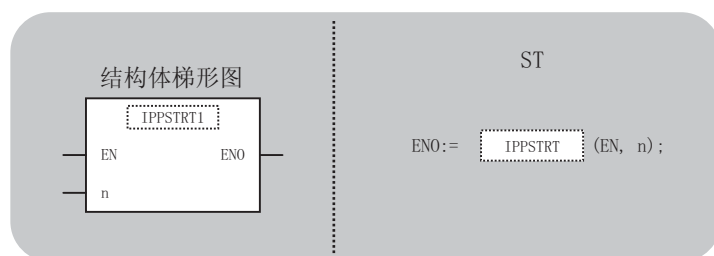 结构体梯形图
IPPSTRT1
EN ENO
n
ST
ENO:= IPPSTRT (EN, n);